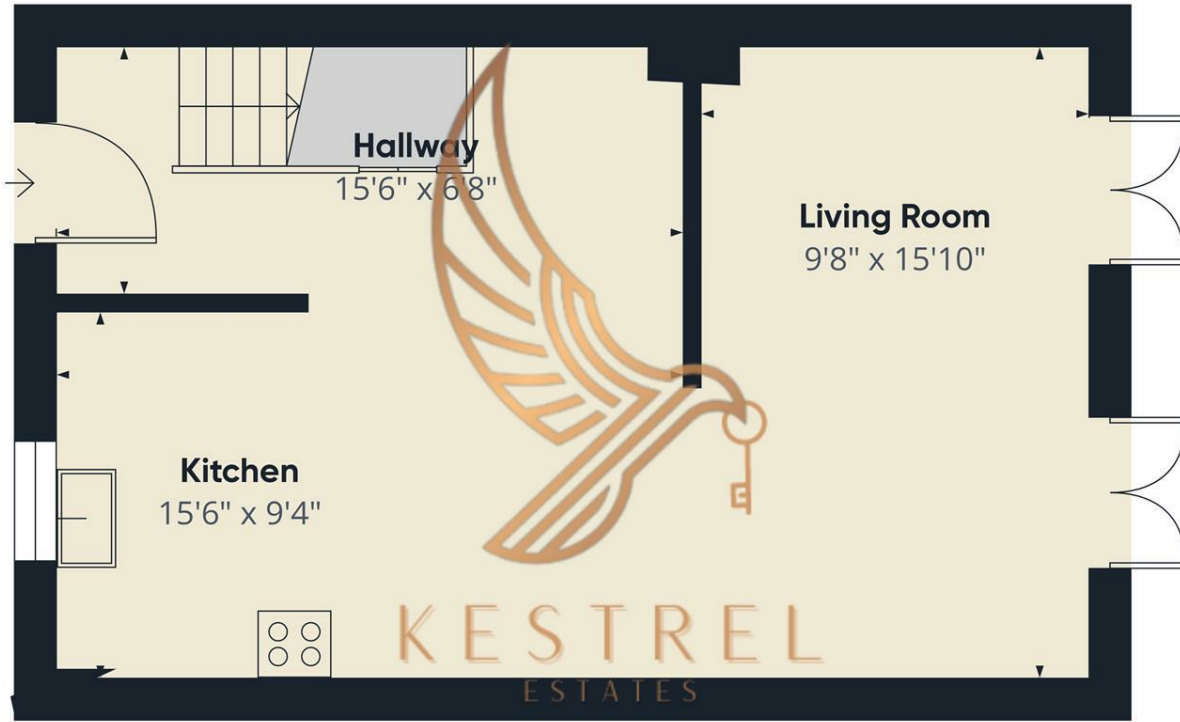 Hallway
15'6" x 6'8"
Living Room
9'8" x 15'10"
Kitchen
15'6" x 9'4"
KESTREL
ESTATES